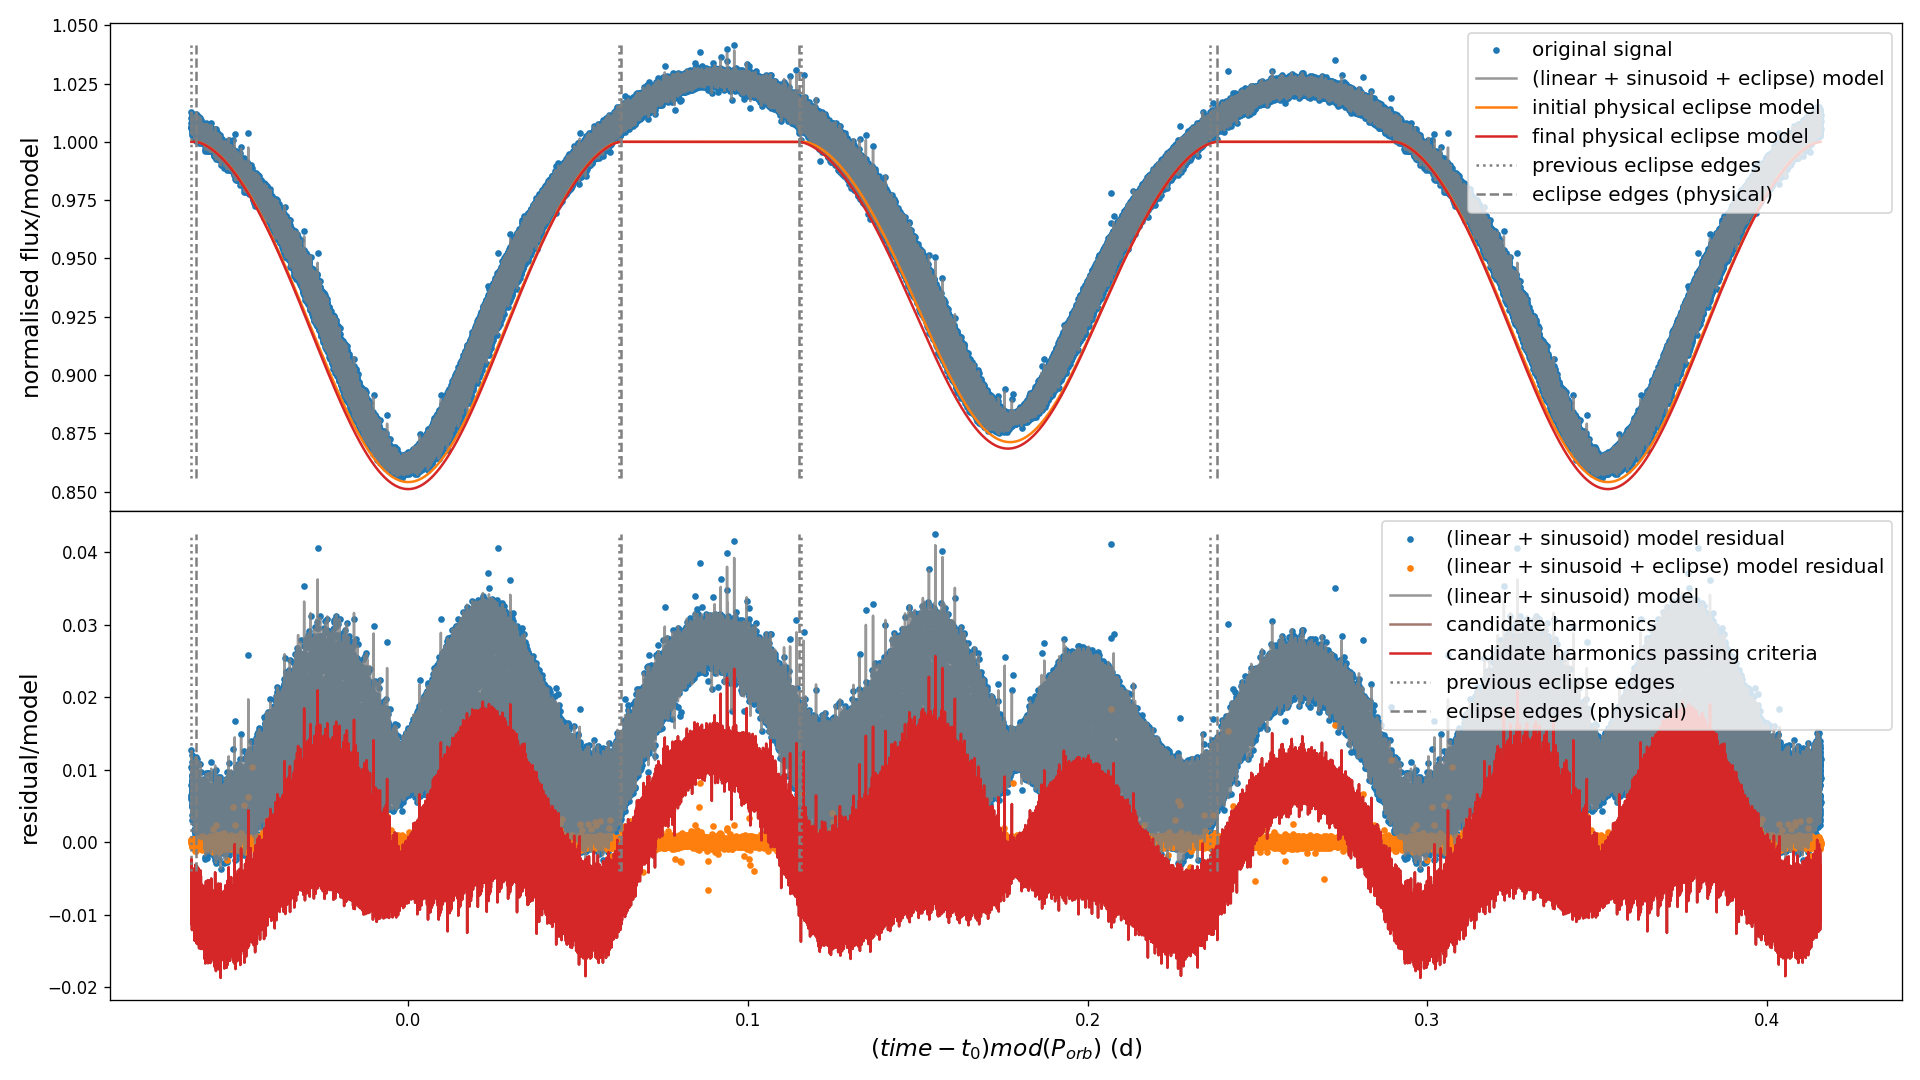 1.050
1.025
1.000
0.975
0.950
0.925
0.900
0.875
0.850
normalised flux/model
original signal
(linear + sinusoid + eclipse) model
initial physical eclipse model
final physical eclipse model
previous eclipse edges
eclipse edges (physical)
0.04
0.03
0.02
0.01
0.00
−0.01
−0.02
residual/model
(linear + sinusoid) model residual
(linear + sinusoid + eclipse) model residual
(linear + sinusoid) model
candidate harmonics
candidate harmonics passing criteria
previous eclipse edges
eclipse edges (physical)
0.0 0.1 0.2 0.3 0.4
(time − t₀)mod(Pₒᵣb) (d)